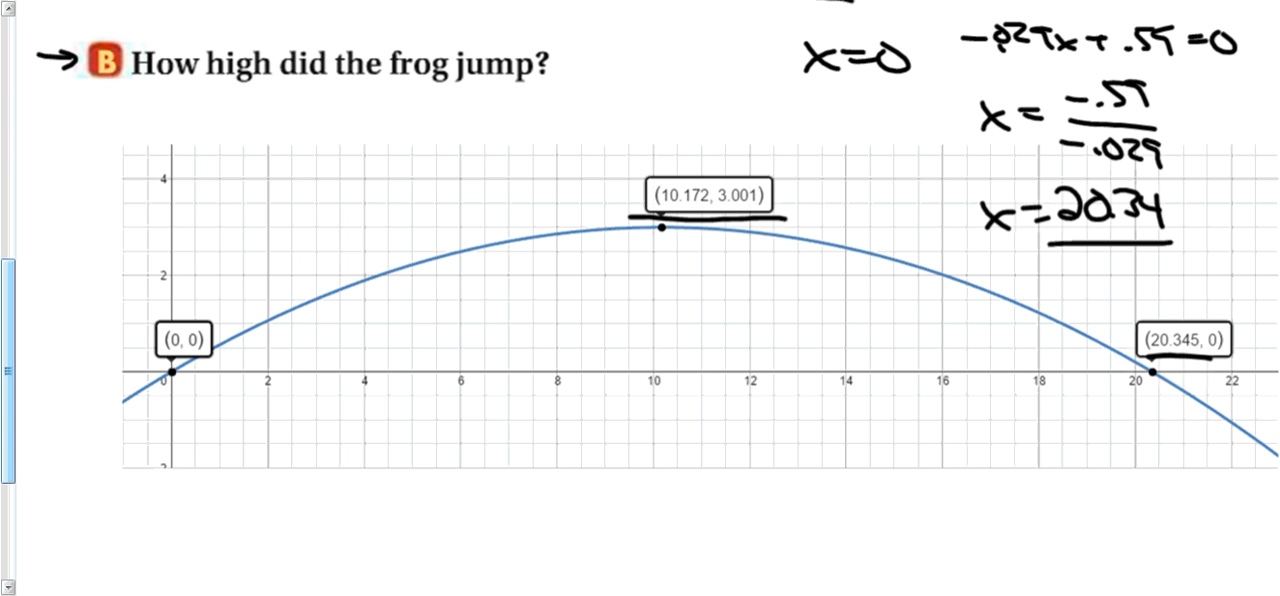 → B How high did the frog jump?
x=0
-.029x + .59 = 0
x = -.59 / -.029
x = 20.34
(10.172, 3.001)
(0, 0)
(20.345, 0)
4
2
0 2 4 6 8 10 12 14 16 18 20 22